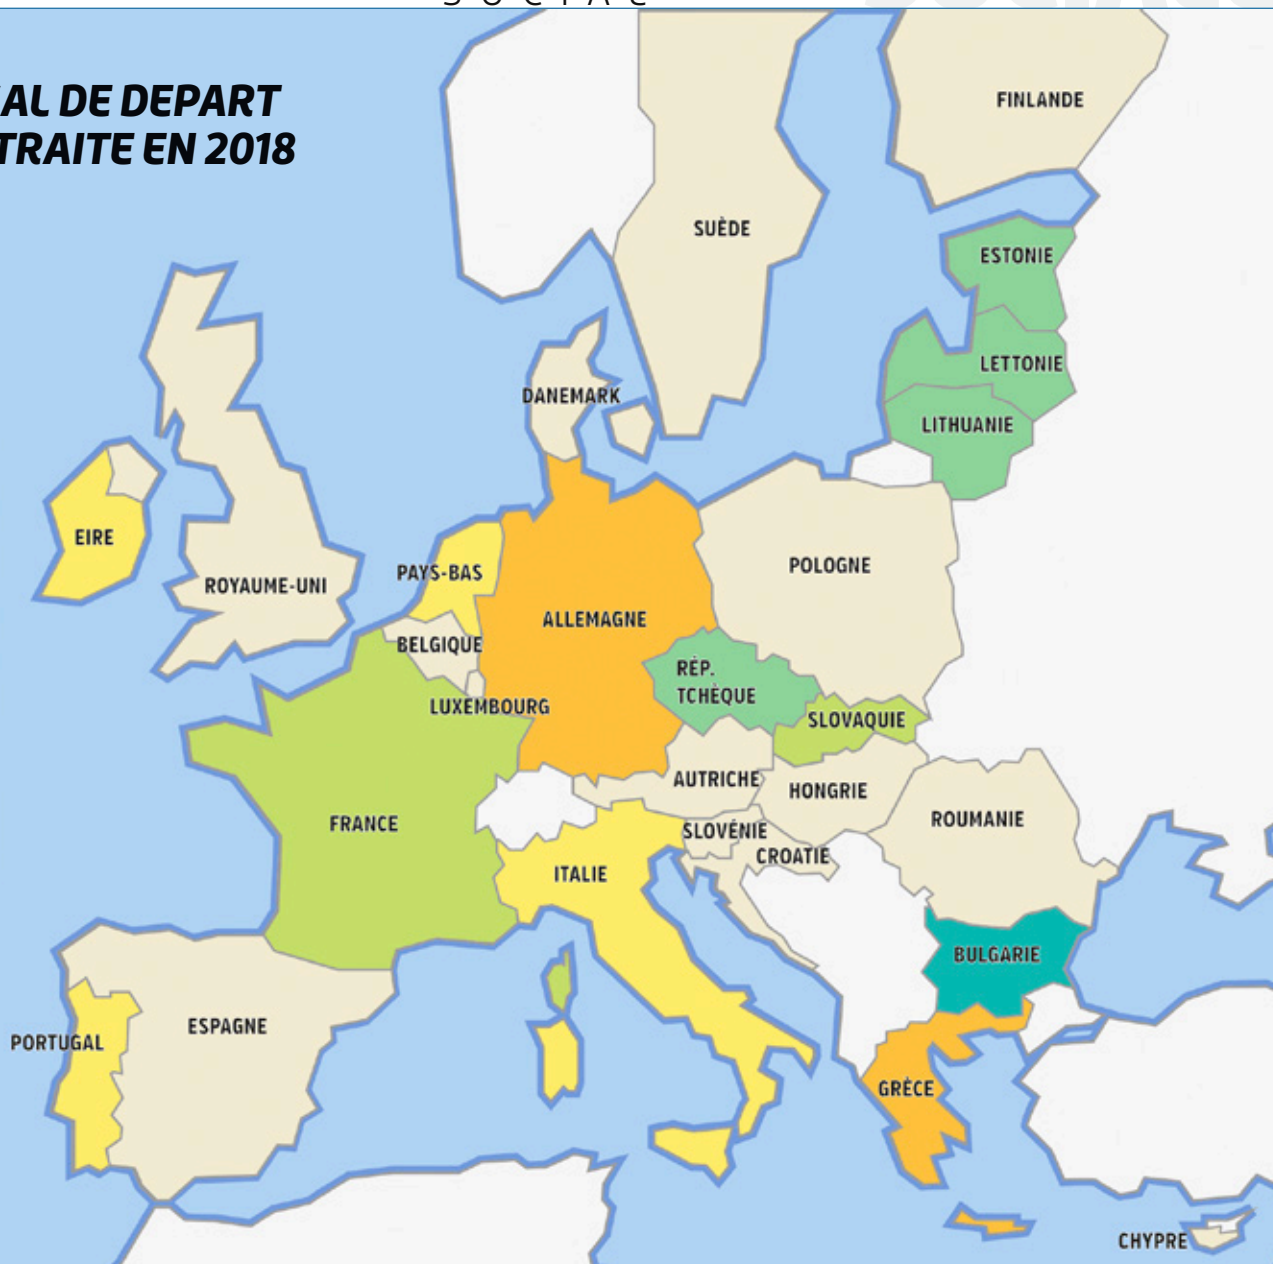 AL DE DEPART
TRAITE EN 2018
FINLANDE
SUÈDE
ESTONIE
LETTONIE
DANEMARK
LITHUANIE
EIRE
PAYS-BAS
POLOGNE
ROYAUME-UNI
ALLEMAGNE
BELGIQUE
RÉP.
TCHÈQUE
LUXEMBOURG
SLOVAQUIE
AUTRICHE
HONGRIE
FRANCE
SLOVÉNIE
ROUMANIE
CROATIE
ITALIE
BULGARIE
ESPAGNE
PORTUGAL
GRÈCE
CHYPRE